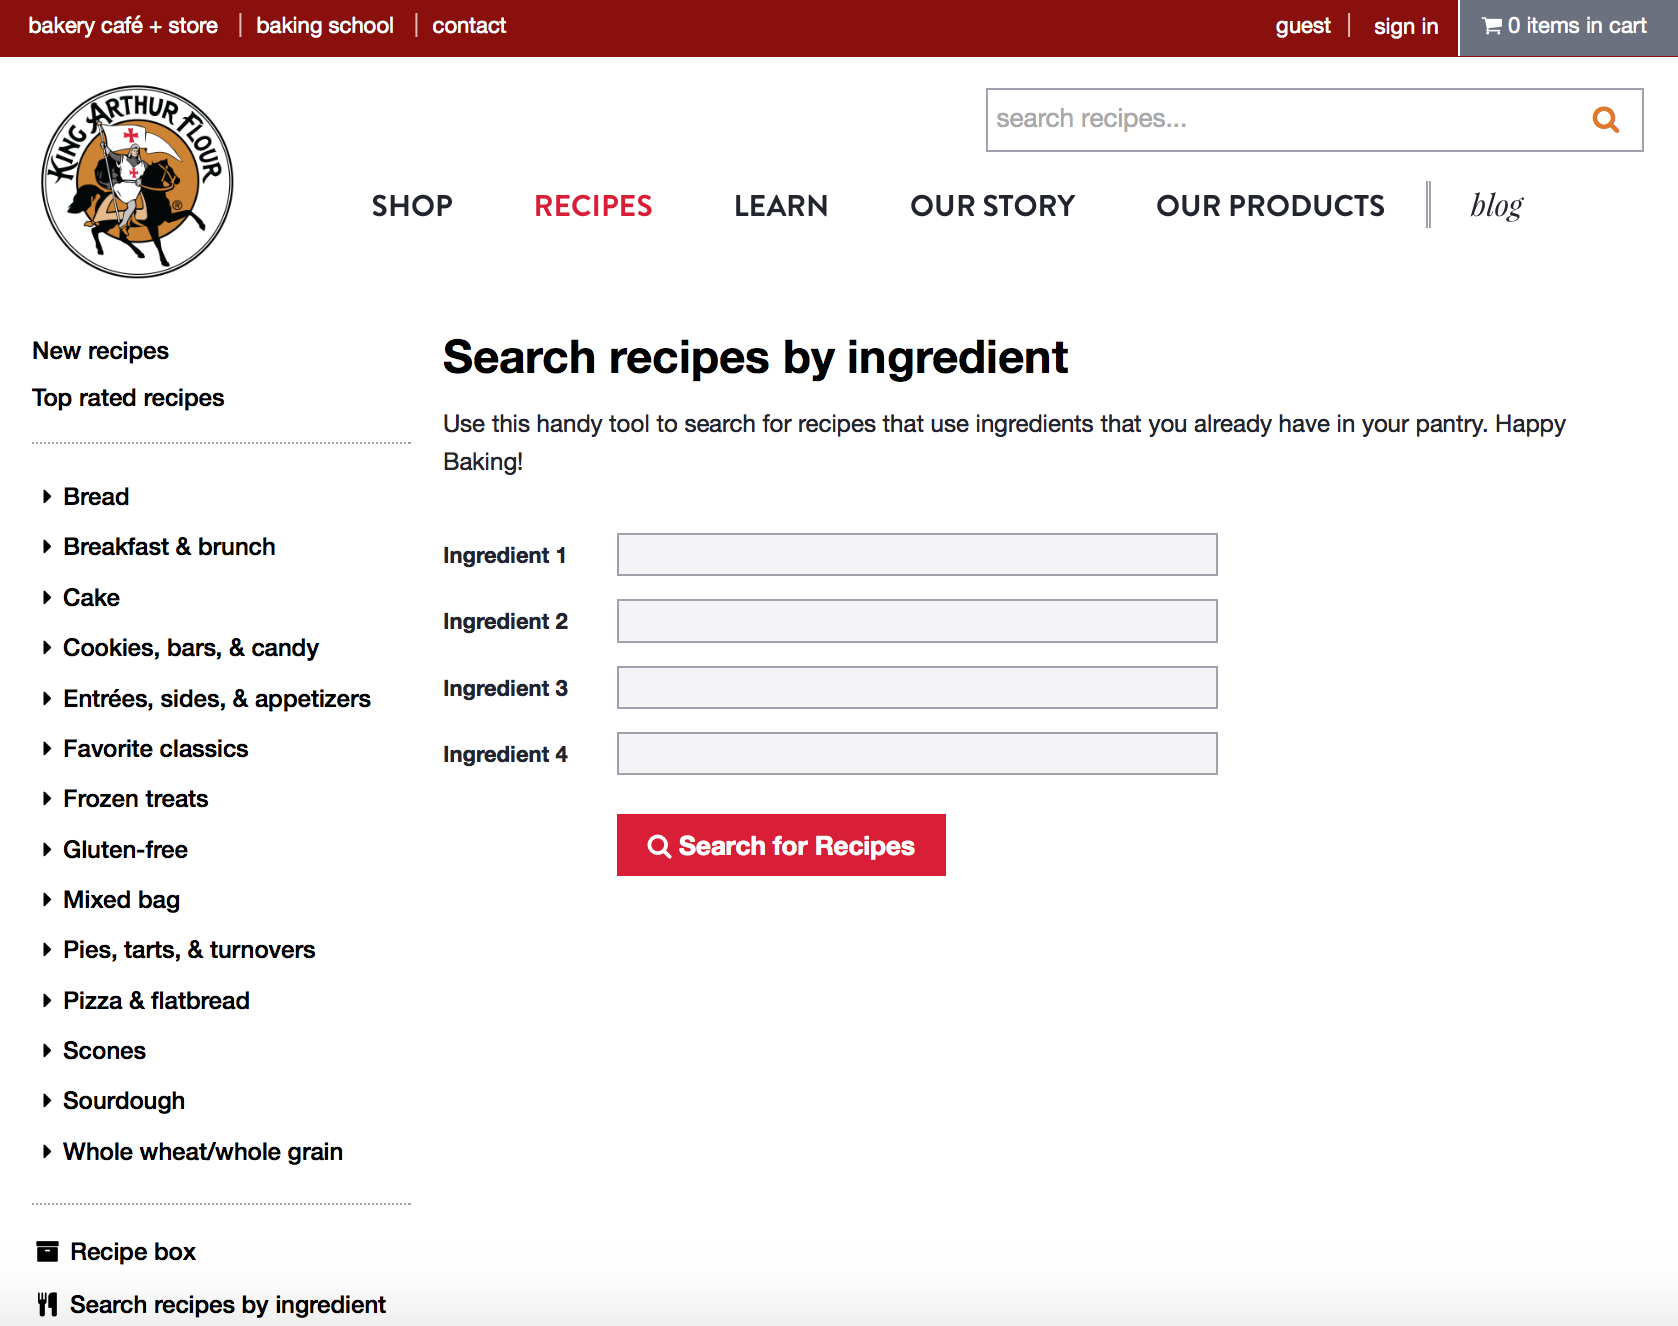 bakery café + store
baking school
contact
guest
sign in
0 items in cart
KING ARTHUR FLOUR
®
search recipes...
SHOP
RECIPES
LEARN
OUR STORY
OUR PRODUCTS
blog
New recipes
Top rated recipes
Bread
Breakfast & brunch
Cake
Cookies, bars, & candy
Entrées, sides, & appetizers
Favorite classics
Frozen treats
Gluten-free
Mixed bag
Pies, tarts, & turnovers
Pizza & flatbread
Scones
Sourdough
Whole wheat/whole grain
Recipe box
Search recipes by ingredient
Search recipes by ingredient
Use this handy tool to search for recipes that use ingredients that you already have in your pantry. Happy
Baking!
Ingredient 1
Ingredient 2
Ingredient 3
Ingredient 4
Search for Recipes